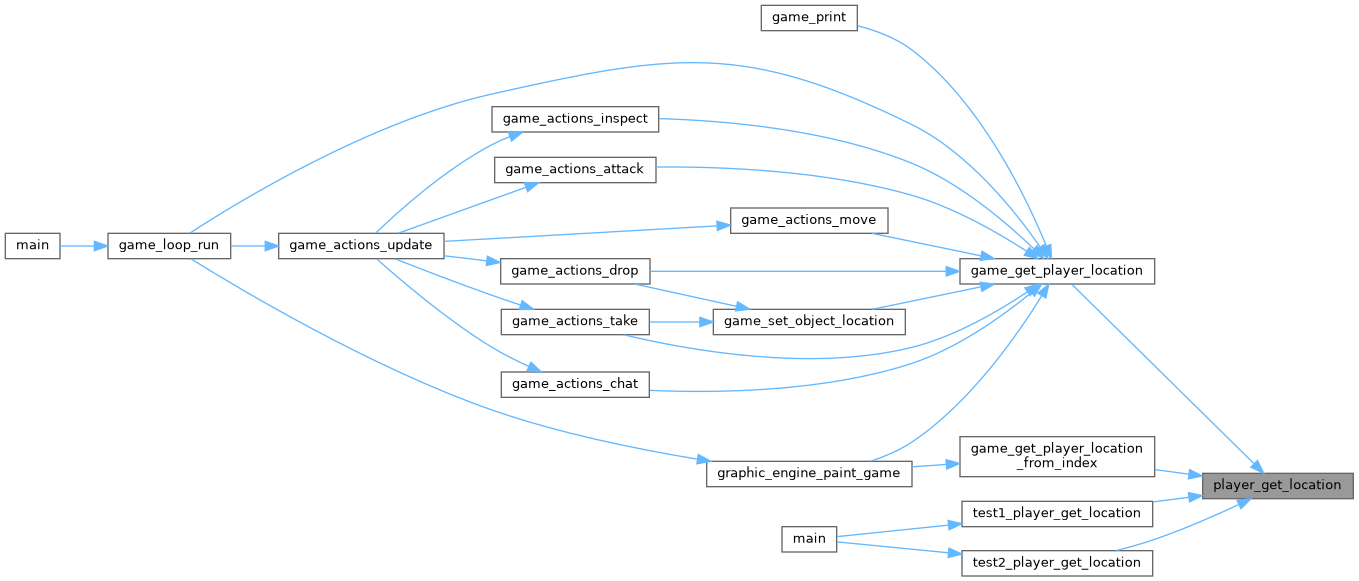 game_print
game_actions_inspect
game_actions_attack
game_actions_move
main
game_loop_run
game_actions_update
game_actions_drop
game_get_player_location
game_actions_take
game_set_object_location
game_actions_chat
game_get_player_location
_from_index
graphic_engine_paint_game
player_get_location
test1_player_get_location
main
test2_player_get_location